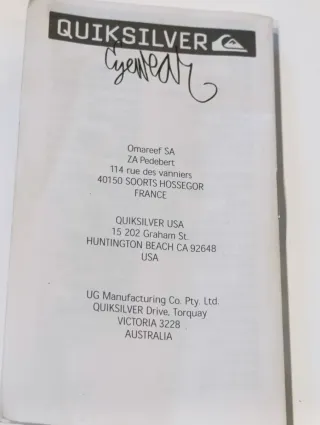 QUIKSILVER
Eyewear
Omareef SA
ZA Pedebert
114 rue des vanniers
40150 SOORTS HOSSEGOR
FRANCE
QUIKSILVER USA
15 202 Graham St.
HUNTINGTON BEACH CA 92648
USA
UG Manufacturing Co. Pty. Ltd.
QUIKSILVER Drive, Torquay
VICTORIA 3228
AUSTRALIA